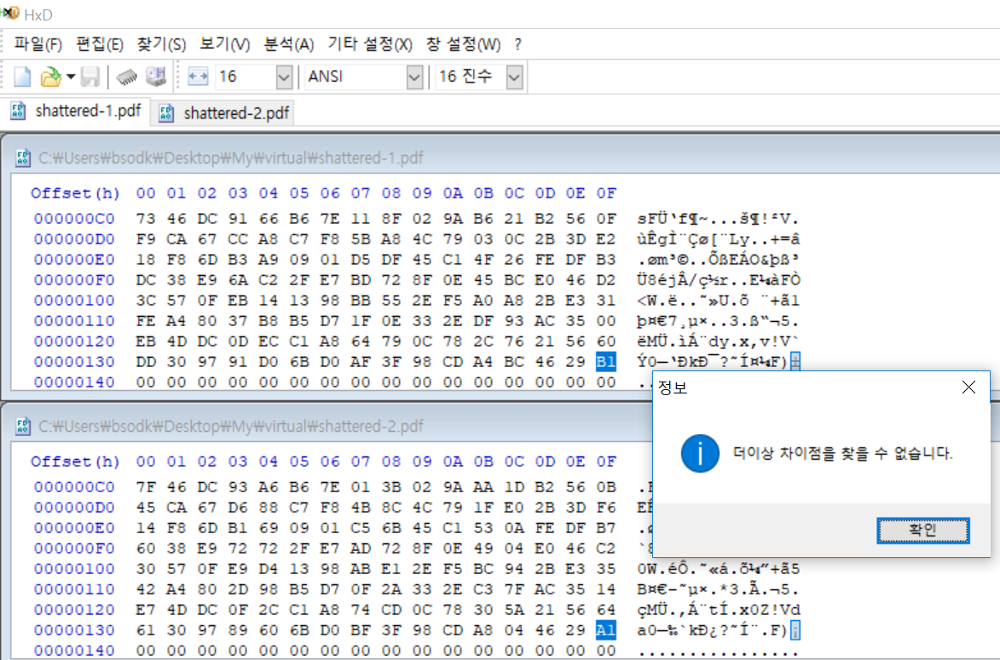 HxD
파일(F) 편집(E) 찾기(S) 보기(V) 분석(A) 기타 설정(X) 창 설정(W) ?
16 ANSI 16 진수
shattered-1.pdf shattered-2.pdf
C:₩Users₩bsodk₩Desktop₩My₩virtual₩shattered-1.pdf
Offset(h) 00 01 02 03 04 05 06 07 08 09 0A 0B 0C 0D 0E 0F
000000C0 73 46 DC 91 66 B6 7E 11 8F 02 9A B6 21 B2 56 0F sFÜ‘f¶~...š¶!²V.
000000D0 F9 CA 67 CC A8 C7 F8 5B A8 4C 79 03 0C 2B 3D E2 ùÊgÌ¨Çø[¨Ly..+=â
000000E0 18 F8 6D B3 A9 09 01 D5 DF 45 C1 4F 26 FE DF B3 .øm³©..ÕßEÁO&þß³
000000F0 DC 38 E9 6A C2 2F E7 BD 72 8F 0E 45 BC E0 46 D2 Ü8éjÂ/ç½r..E¼àFÒ
00000100 3C 57 0F EB 14 13 98 BB 55 2E F5 A0 A8 2B E3 31 <W.ë..˜»U.õ ¨+ã1
00000110 FE A4 80 37 B8 B5 D7 1F 0E 33 2E DF 93 AC 35 00 þ¤€7¸µ×..3.ß“¬5.
00000120 EB 4D DC 0D EC C1 A8 64 79 0C 78 2C 76 21 56 60 ëMÜ.ìÁ¨dy.x,v!V`
00000130 DD 30 97 91 D0 6B D0 AF 3F 98 CD A4 BC 46 29 B1 Ý0—‘ÐkÐ¯?˜Í¤¼F)±
00000140 00 00 00 00 00 00 00 00 00 00 00 00 00 00 00 00 ..
정보
더이상 차이점을 찾을 수 없습니다.
확인
C:₩Users₩bsodk₩Desktop₩My₩virtual₩shattered-2.pdf
Offset(h) 00 01 02 03 04 05 06 07 08 09 0A 0B 0C 0D 0E 0F
000000C0 7F 46 DC 93 A6 B6 7E 01 3B 02 9A AA 1D B2 56 0B
000000D0 45 CA 67 D6 88 C7 F8 4B 8C 4C 79 1F E0 2B 3D F6
000000E0 14 F8 6D B1 69 09 01 C5 6B 45 C1 53 0A FE DF B7
000000F0 60 38 E9 72 72 2F E7 AD 72 8F 0E 49 04 E0 46 C2
00000100 30 57 0F E9 D4 13 98 AB E1 2E F5 BC 94 2B E3 35 0W.éÔ.˜«á.õ¼”+ã5
00000110 42 A4 80 2D 98 B5 D7 0F 2A 33 2E C3 7F AC 35 14 B¤€-˜µ×.*3.Ã.¬5.
00000120 E7 4D DC 0F 2C C1 A8 74 CD 0C 78 30 5A 21 56 64 çMÜ.,Á¨tÍ.x0Z!Vd
00000130 61 30 97 89 60 6B D0 BF 3F 98 CD A8 04 46 29 A1 a0—‰`kÐ¿?˜Í¨.F)¡
00000140 00 00 00 00 00 00 00 00 00 00 00 00 00 00 00 00 ................